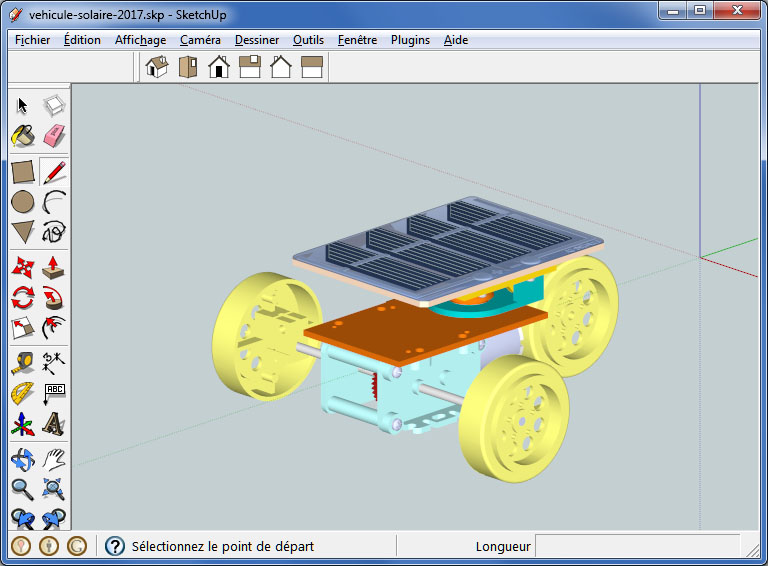 vehicule-solaire-2017.skp - SketchUp
Fichier Édition Affichage Caméra Dessiner Outils Fenêtre Plugins Aide
ABC
Sélectionnez le point de départ Longueur